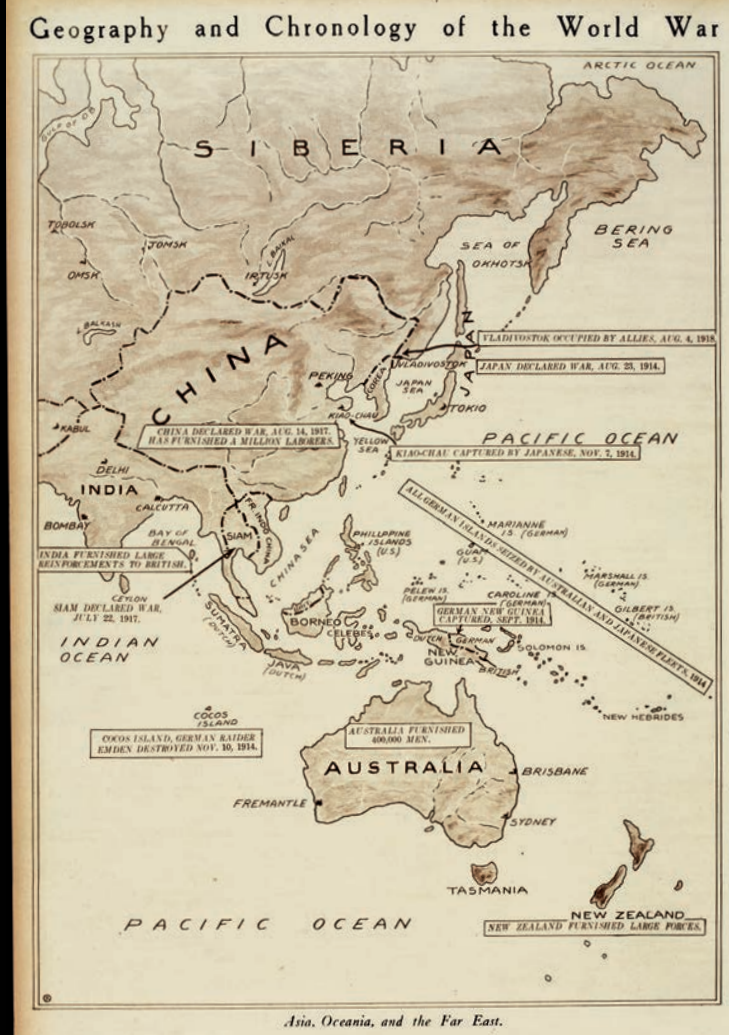 Geography and Chronology of the World War
ARCTIC OCEAN
GULF OF OB
SIBERIA
TOBOLSK
TOMSK
OMSK
L. BAIKAL
IRTUSK
SEA OF
OKHOTSK
BERING
SEA
L. BALKASH
CHINA
JAPAN
VLADIVOSTOK OCCUPIED BY ALLIES, AUG. 4, 1918.
VLADIVOSTOK
JAPAN DECLARED WAR, AUG. 23, 1914.
PEKING
COREA
JAPAN
SEA
KIAO-CHAU
TOKIO
KABUL
CHINA DECLARED WAR, AUG. 14, 1917.
HAS FURNISHED A MILLION LABORERS.
YELLOW
SEA
PACIFIC OCEAN
KIAO-CHAU CAPTURED BY JAPANESE, NOV. 7, 1914.
DELHI
INDIA
CALCUTTA
BOMBAY
BAY OF
BENGAL
SIAM
FR. INDO CHINA
CHINA SEA
PHILIPPINE
ISLANDS
(U.S)
ALL GERMAN ISLANDS SEIZED BY AUSTRALIAN AND JAPANESE FLEETS, 1914
MARIANNE
IS. (GERMAN)
GUAM
(U.S)
INDIA FURNISHED LARGE
REINFORCEMENTS TO BRITISH.
CEYLON
SIAM DECLARED WAR,
JULY 22, 1917.
PELEW IS.
(GERMAN)
CAROLINE IS.
(GERMAN)
MARSHALL IS.
(GERMAN)
GILBERT IS.
(BRITISH)
GERMAN NEW GUINEA
CAPTURED, SEPT. 1914.
SUMATRA
(DUTCH)
BORNEO
CELEBES
DUTCH
GERMAN
NEW
GUINEA
BRITISH
SOLOMON IS.
INDIAN
OCEAN
JAVA
(DUTCH)
NEW HEBRIDES
COCOS
ISLAND
COCOS ISLAND, GERMAN RAIDER
EMDEN DESTROYED NOV. 10, 1914.
AUSTRALIA FURNISHED
400,000 MEN.
AUSTRALIA
BRISBANE
FREMANTLE
SYDNEY
TASMANIA
NEW ZEALAND
NEW ZEALAND FURNISHED LARGE FORCES.
PACIFIC OCEAN
Asia, Oceania, and the Far East.